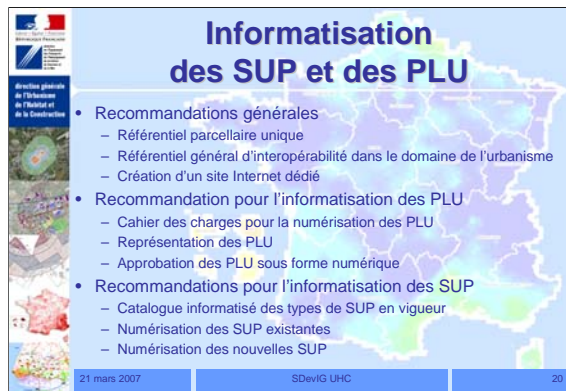 Informatisation
des SUP et des PLU
direction générale
de l'Urbanisme
de l'Habitat et
de la Construction
• Recommandations générales
– Référentiel parcellaire unique
– Référentiel général d'interopérabilité dans le domaine de l'urbanisme
– Création d'un site Internet dédié
• Recommandation pour l'informatisation des PLU
– Cahier des charges pour la numérisation des PLU
– Représentation des PLU
– Approbation des PLU sous forme numérique
• Recommandations pour l'informatisation des SUP
– Catalogue informatisé des types de SUP en vigueur
– Numérisation des SUP existantes
– Numérisation des nouvelles SUP
21 mars 2007
SDevIG UHC
20